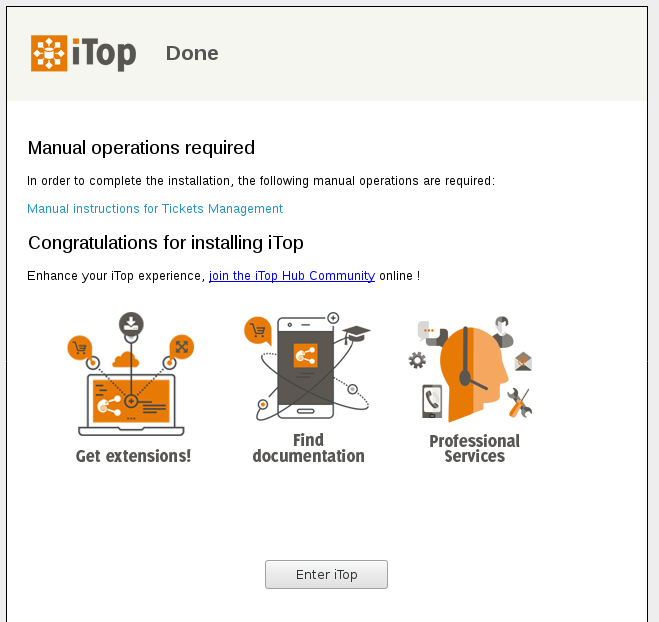 iTop Done
Manual operations required
In order to complete the installation, the following manual operations are required:
Manual instructions for Tickets Management
Congratulations for installing iTop
Enhance your iTop experience, join the iTop Hub Community online !
Get extensions!
Find
documentation
Professional
Services
Enter iTop